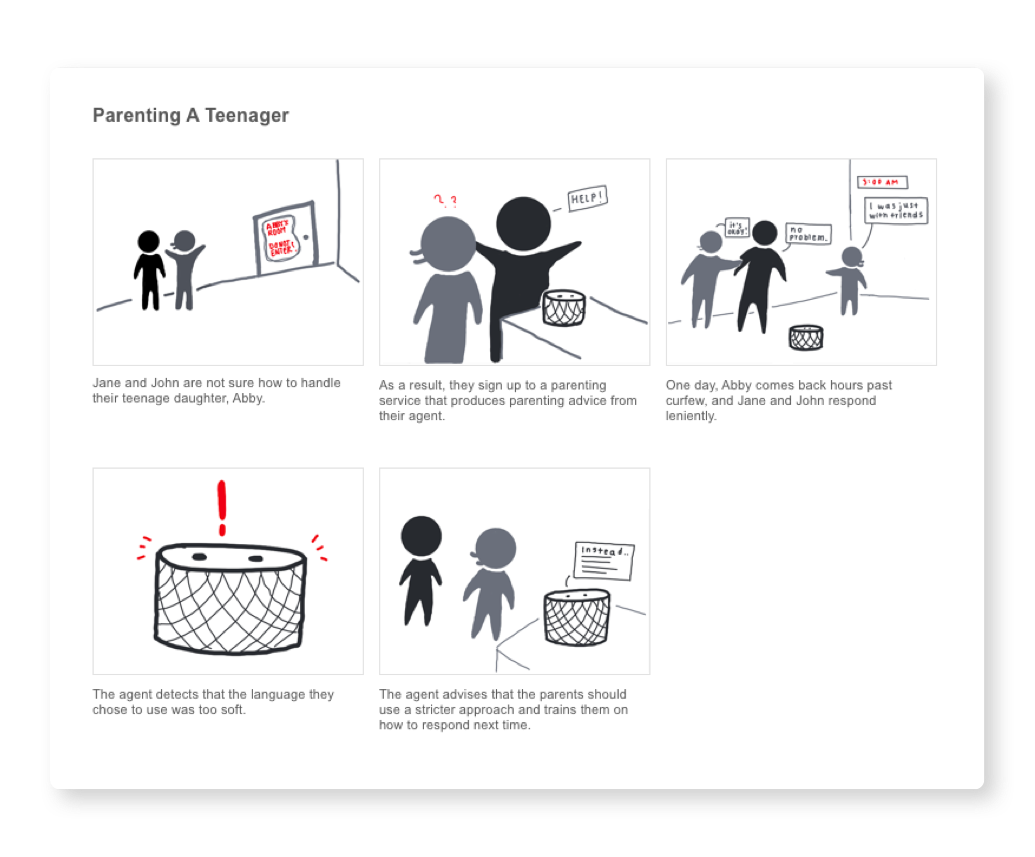 Parenting A Teenager
ABBY'S
ROOM
DO NOT
ENTER!
Jane and John are not sure how to handle
their teenage daughter, Abby.
? ?
HELP!
As a result, they sign up to a parenting
service that produces parenting advice from
their agent.
3:00 AM
I was just
with friends
it's
okay!
no
problem.
One day, Abby comes back hours past
curfew, and Jane and John respond
leniently.
!
The agent detects that the language they
chose to use was too soft.
Instead..
The agent advises that the parents should
use a stricter approach and trains them on
how to respond next time.